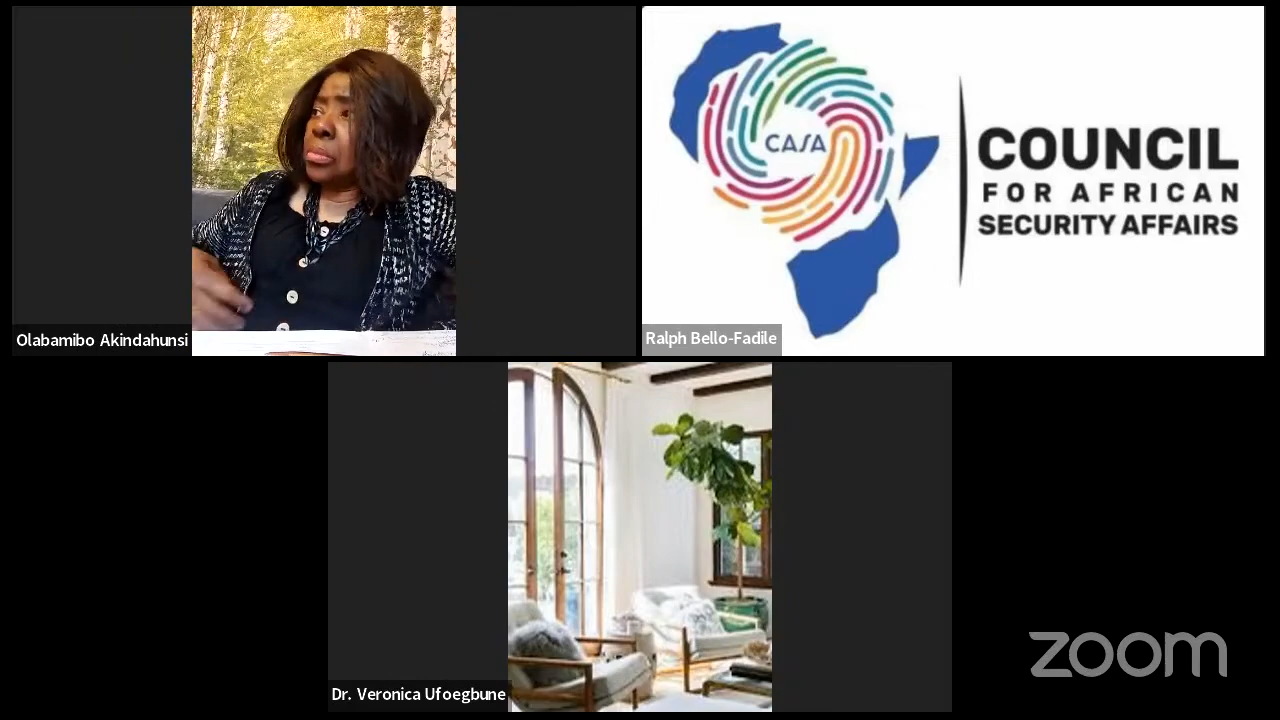 CASA
COUNCIL
FOR AFRICAN
SECURITY AFFAIRS
Olabamibo Akindahunsi
Ralph Bello-Fadile
Dr. Veronica Ufoegbune
zoom